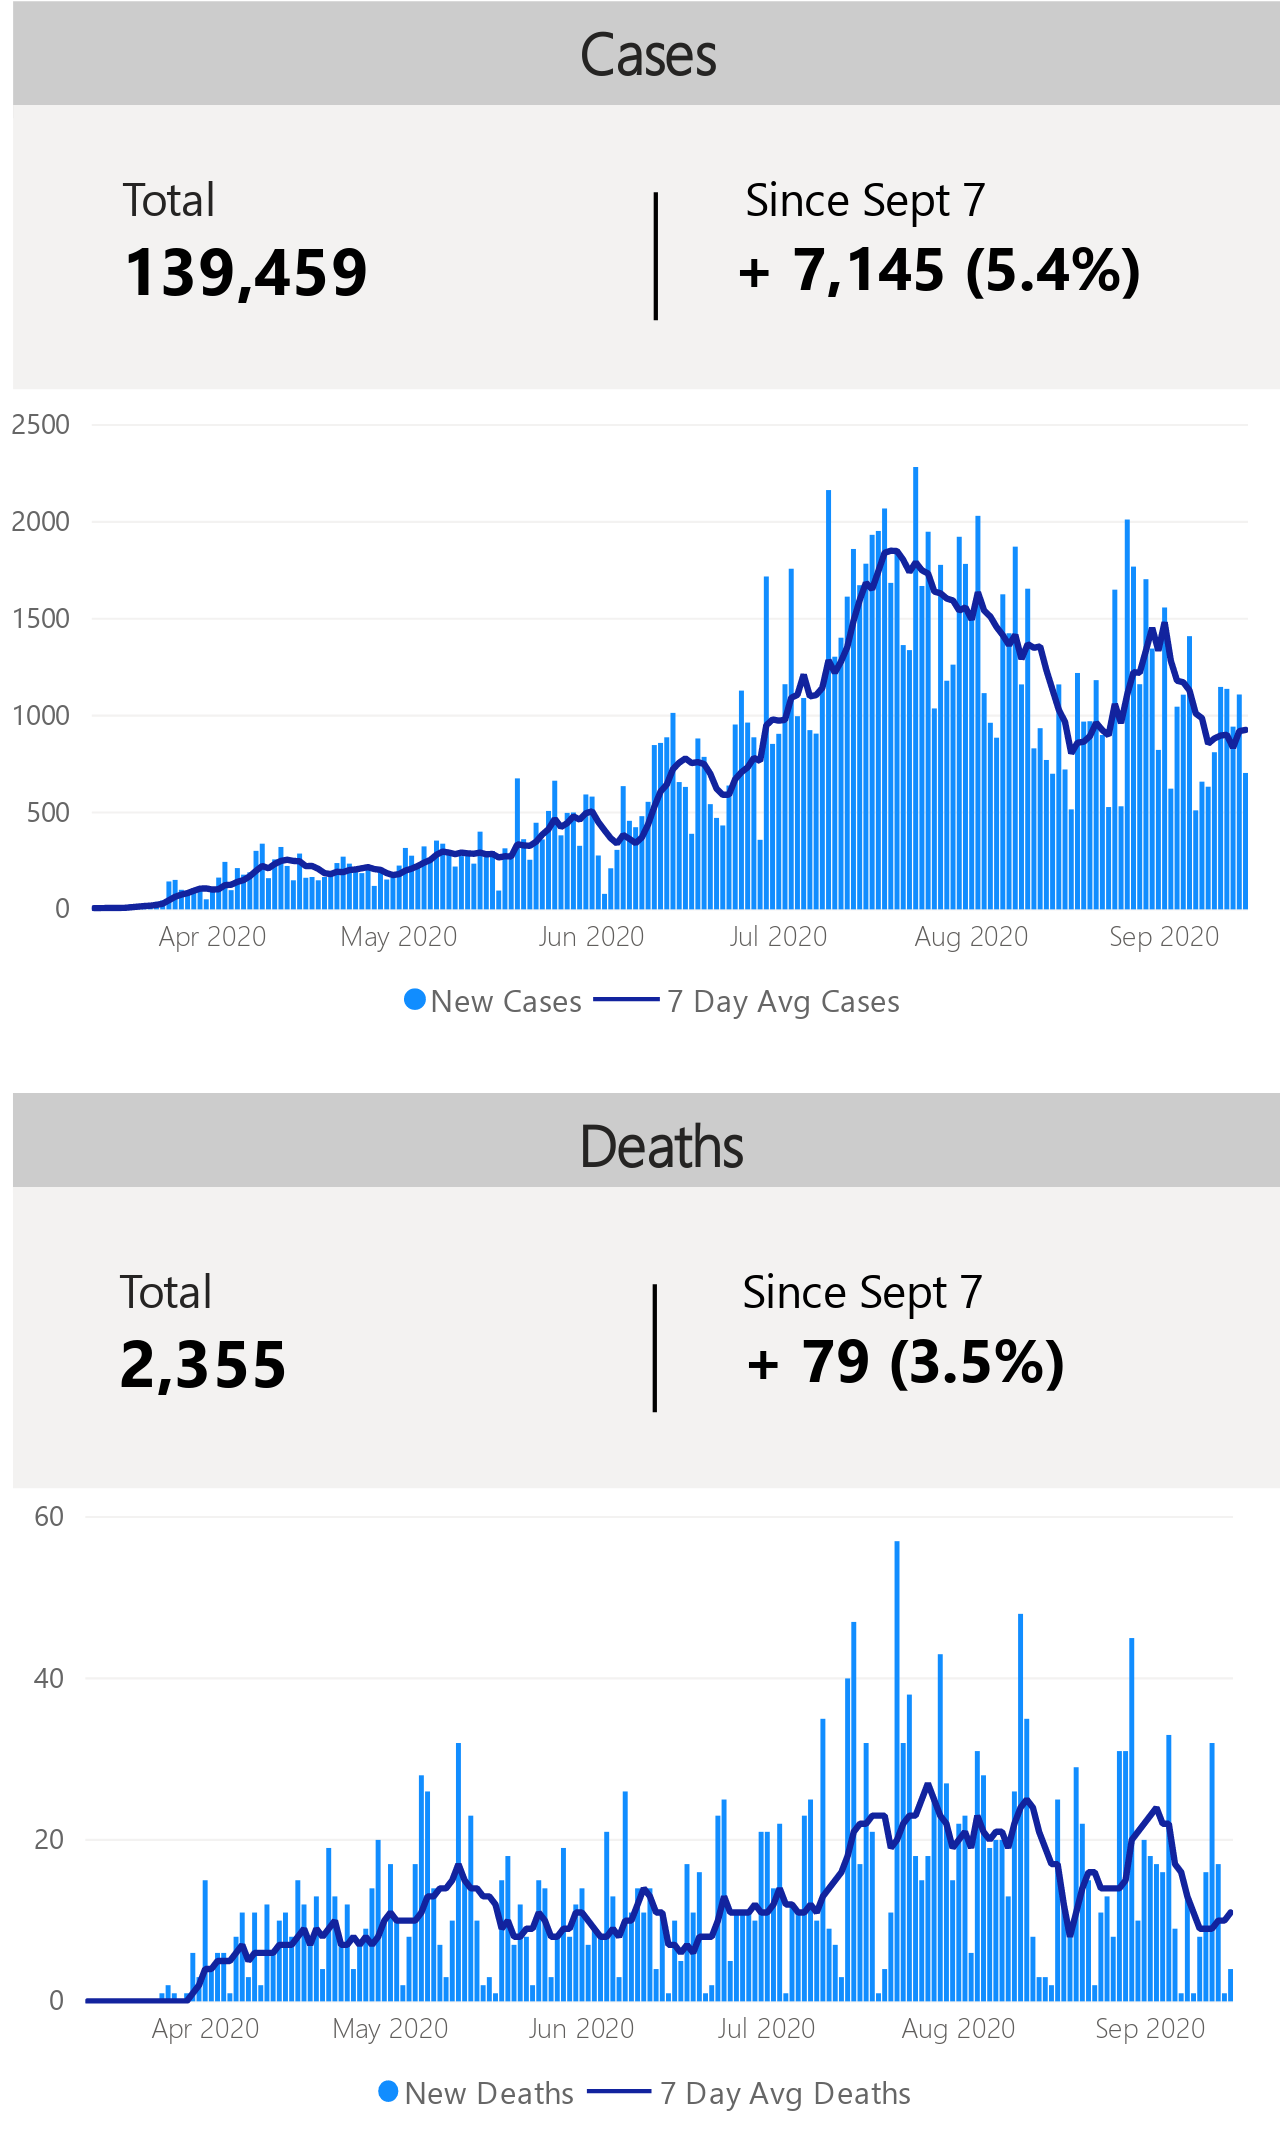 Cases
Total
Since Sept 7
139,459
+ 7,145 (5.4%)
2500
2000
1500
1000
500
0
Apr 2020 May 2020 Jun 2020 Jul 2020 Aug 2020 Sep 2020
New Cases 7 Day Avg Cases
Deaths
Total
Since Sept 7
2,355
+ 79 (3.5%)
60
40
20
0
Apr 2020 May 2020 Jun 2020 Jul 2020 Aug 2020 Sep 2020
New Deaths 7 Day Avg Deaths